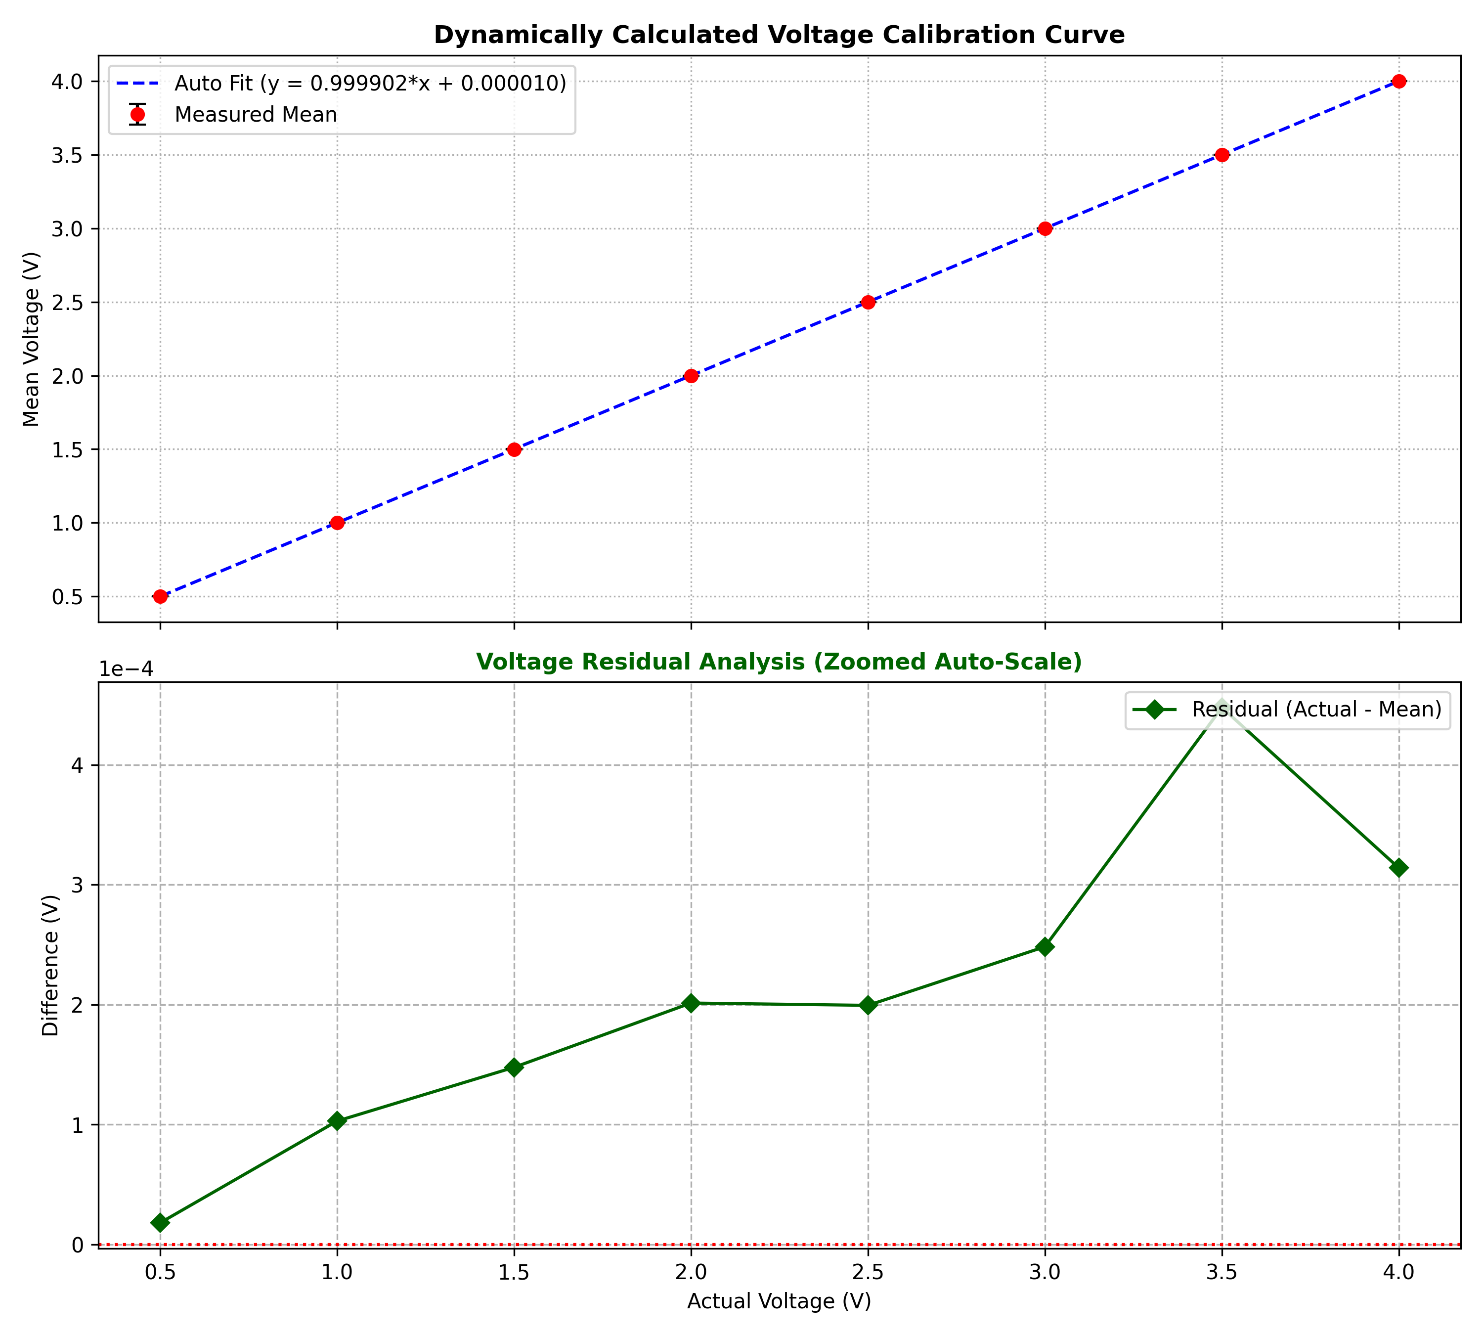 Dynamically Calculated Voltage Calibration Curve
Auto Fit (y = 0.999902*x + 0.000010)
Measured Mean
4.0
3.5
3.0
2.5
2.0
1.5
1.0
0.5
Mean Voltage (V)
Voltage Residual Analysis (Zoomed Auto-Scale)
1e−4
Residual (Actual - Mean)
4
3
2
1
0
Difference (V)
0.5 1.0 1.5 2.0 2.5 3.0 3.5 4.0
Actual Voltage (V)